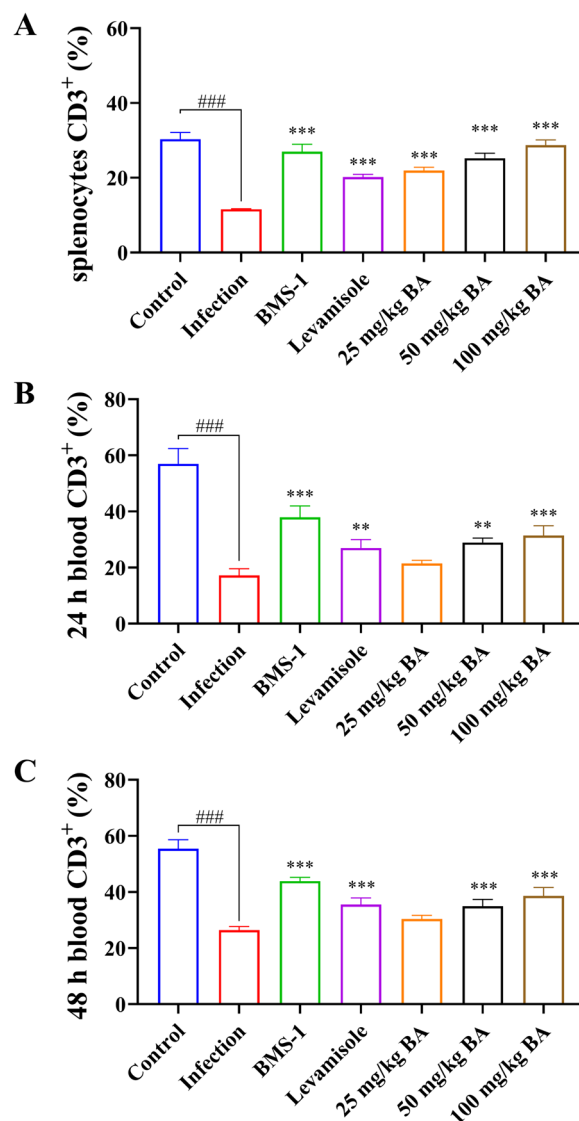 A
splenocytes CD3+ (%)
60
40
20
0
###
***
***
***
***
***
Control
Infection
BMS-1
Levamisole
25 mg/kg BA
50 mg/kg BA
100 mg/kg BA
B
24 h blood CD3+ (%)
80
60
40
20
0
###
***
**
**
***
Control
Infection
BMS-1
Levamisole
25 mg/kg BA
50 mg/kg BA
100 mg/kg BA
C
48 h blood CD3+ (%)
80
60
40
20
0
###
***
***
***
***
Control
Infection
BMS-1
Levamisole
25 mg/kg BA
50 mg/kg BA
100 mg/kg BA